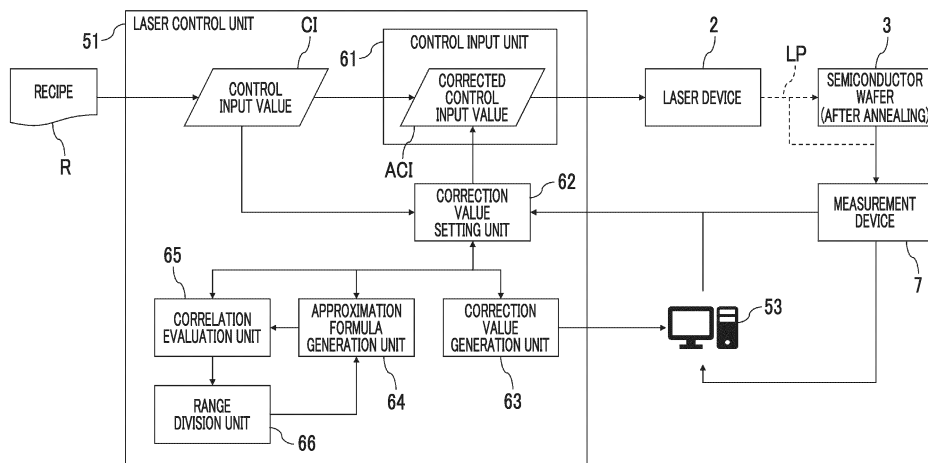 51
LASER CONTROL UNIT
CI
61
CONTROL INPUT UNIT
2
3
RECIPE
CONTROL
INPUT VALUE
CORRECTED
CONTROL
INPUT VALUE
LASER DEVICE
LP
SEMICONDUCTOR
WAFER
(AFTER ANNEALING)
R
ACI
62
CORRECTION
VALUE
SETTING UNIT
MEASUREMENT
DEVICE
7
65
CORRELATION
EVALUATION UNIT
APPROXIMATION
FORMULA
GENERATION UNIT
CORRECTION
VALUE
GENERATION UNIT
53
64
63
RANGE
DIVISION UNIT
66